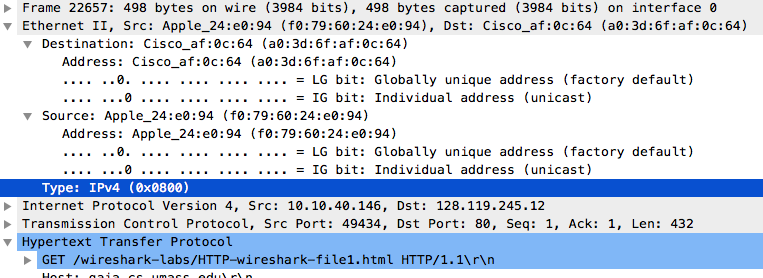 Frame 22657: 498 bytes on wire (3984 bits), 498 bytes captured (3984 bits) on interface 0
Ethernet II, Src: Apple_24:e0:94 (f0:79:60:24:e0:94), Dst: Cisco_af:0c:64 (a0:3d:6f:af:0c:64)
Destination: Cisco_af:0c:64 (a0:3d:6f:af:0c:64)
Address: Cisco_af:0c:64 (a0:3d:6f:af:0c:64)
.... ..0. .... .... .... .... = LG bit: Globally unique address (factory default)
.... ...0 .... .... .... .... = IG bit: Individual address (unicast)
Source: Apple_24:e0:94 (f0:79:60:24:e0:94)
Address: Apple_24:e0:94 (f0:79:60:24:e0:94)
.... ..0. .... .... .... .... = LG bit: Globally unique address (factory default)
.... ...0 .... .... .... .... = IG bit: Individual address (unicast)
Type: IPv4 (0x0800)
Internet Protocol Version 4, Src: 10.10.40.146, Dst: 128.119.245.12
Transmission Control Protocol, Src Port: 49434, Dst Port: 80, Seq: 1, Ack: 1, Len: 432
Hypertext Transfer Protocol
GET /wireshark-labs/HTTP-wireshark-file1.html HTTP/1.1\r\n
Host: gaia.cs.umass.edu\r\n